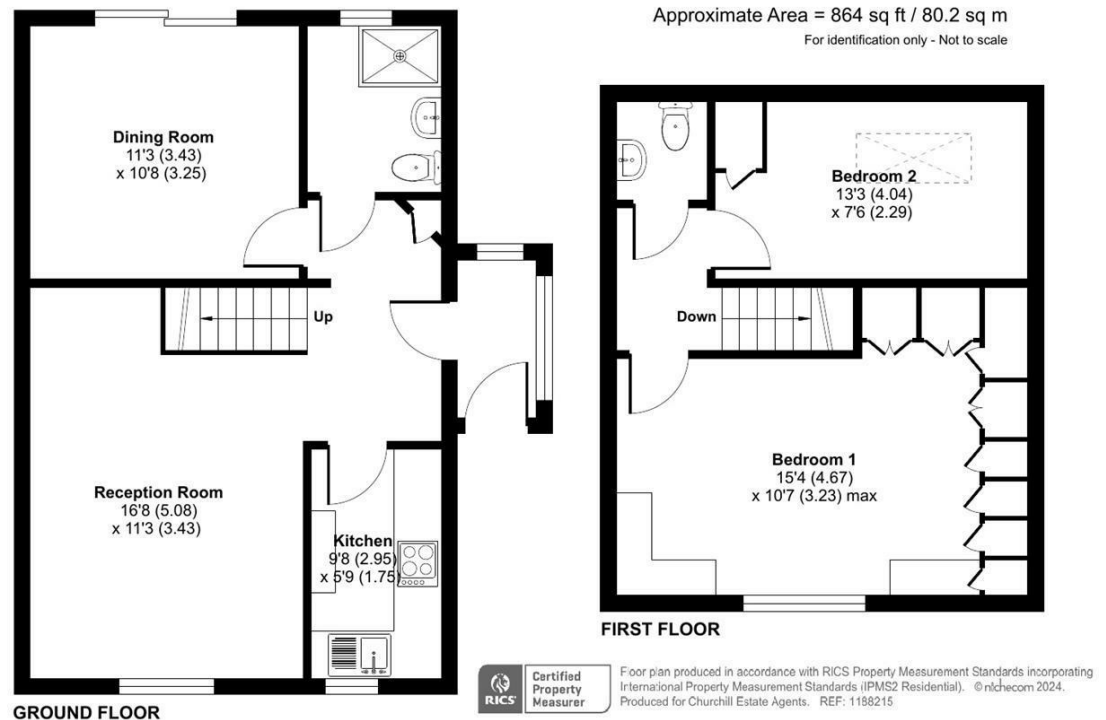 Approximate Area = 864 sq ft / 80.2 sq m
For identification only - Not to scale
Dining Room
11'3 (3.43)
x 10'8 (3.25)
Up
Reception Room
16'8 (5.08)
x 11'3 (3.43)
Kitchen
9'8 (2.95)
x 5'9 (1.75)
GROUND FLOOR
Bedroom 2
13'3 (4.04)
x 7'6 (2.29)
Down
Bedroom 1
15'4 (4.67)
x 10'7 (3.23) max
FIRST FLOOR
RICS
Certified
Property
Measurer
Floor plan produced in accordance with RICS Property Measurement Standards incorporating
International Property Measurement Standards (IPMS2 Residential). © nichecom 2024.
Produced for Churchill Estate Agents. REF: 1188215